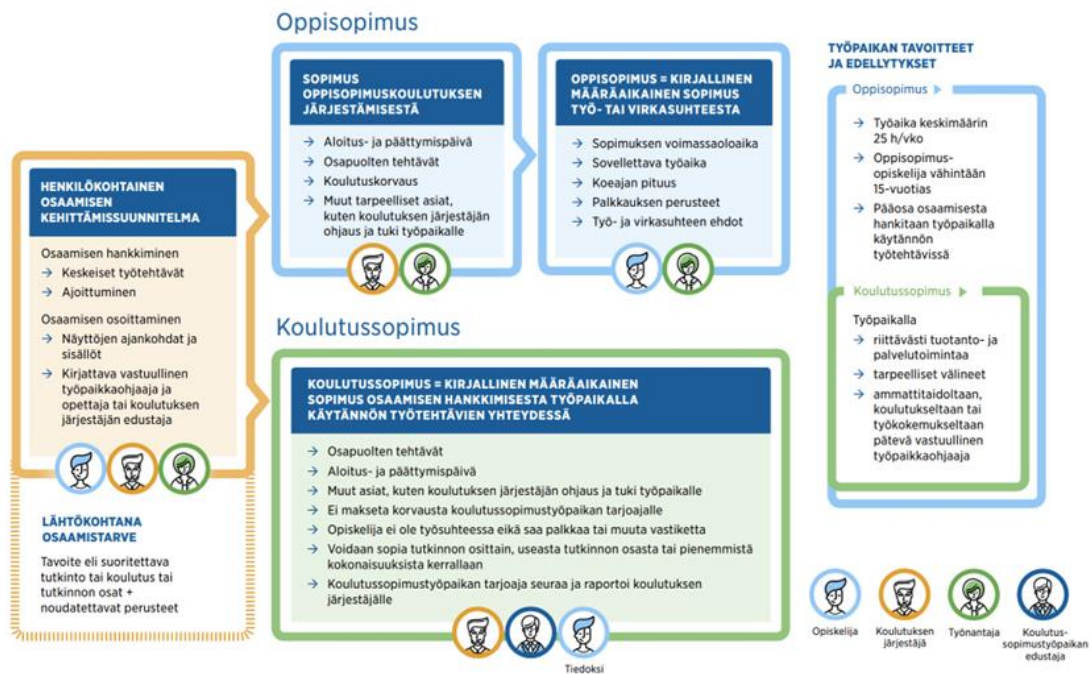 HENKILÖKOHTAINEN
OSAAMISEN
KEHITTÄMISSUUNNITELMA
Osaamisen hankkiminen
→ Keskeiset työtehtävät
→ Ajoittuminen
Osaamisen osoittaminen
→ Näyttöjen ajankohdat ja
sisällöt
→ Kirjattava vastuullinen
työpaikkaohjaaja ja
opettaja tai koulutuksen
järjestäjän edustaja
LÄHTÖKOHTANA
OSAAMISTARVE
Tavoite eli suoritettava
tutkinto tai koulutus tai
tutkinnon osat +
noudatettavat perusteet
Oppisopimus
SOPIMUS
OPPISOPIMUSKOULUTUKSEN
JÄRJESTÄMISESTÄ
→ Aloitus- ja päättymispäivä
→ Osapuolten tehtävät
→ Koulutuskorvaus
→ Muut tarpeelliset asiat,
kuten koulutuksen järjestäjän
ohjaus ja tuki työpaikalle
OPPISOPIMUS = KIRJALLINEN
MÄÄRÄAIKAINEN SOPIMUS
TYÖ- TAI VIRKASUHTEESTA
→ Sopimuksen voimassaoloaika
→ Sovellettava työaika
→ Koeajan pituus
→ Palkkauksen perusteet
→ Työ- ja virkasuhteen ehdot
Koulutussopimus
KOULUTUSSOPIMUS = KIRJALLINEN MÄÄRÄAIKAINEN
SOPIMUS OSAAMISEN HANKKIMISESTA TYÖPAIKALLA
KÄYTÄNNÖN TYÖTEHTÄVIEN YHTEYDESSÄ
→ Osapuolten tehtävät
→ Aloitus- ja päättymispäivä
→ Muut asiat, kuten koulutuksen järjestäjän ohjaus ja tuki työpaikalle
→ Ei makseta korvausta koulutussopimustyöpaikan tarjoajalle
→ Opiskelija ei ole työsuhteessa eikä saa palkkaa tai muuta vastiketta
→ Voidaan sopia tutkinnon osittain, useasta tutkinnon osasta tai pienemmistä
kokonaisuuksista kerrallaan
→ Koulutussopimustyöpaikan tarjoaja seuraa ja raportoi koulutuksen
järjestäjälle
Tiedoksi
TYÖPAIKAN TAVOITTEET
JA EDELLYTYKSET
Oppisopimus
→ Työaika keskimäärin
25 h/vko
→ Oppisopimus-
opiskelija vähintään
15-vuotias
→ Pääosa osaamisesta
hankitaan työpaikalla
käytännön
työtehtävissä
Koulutussopimus
Työpaikalla
→ riittävästi tuotanto- ja
palvelutoimintaa
→ tarpeelliset välineet
→ ammattitaidoltaan,
koulutukseltaan tai
työkokemukseltaan
pätevä vastuullinen
työpaikkaohjaaja
Opiskelija
Koulutuksen
järjestäjä
Työnantaja
Koulutus-
sopimustyöpaikan
edustaja